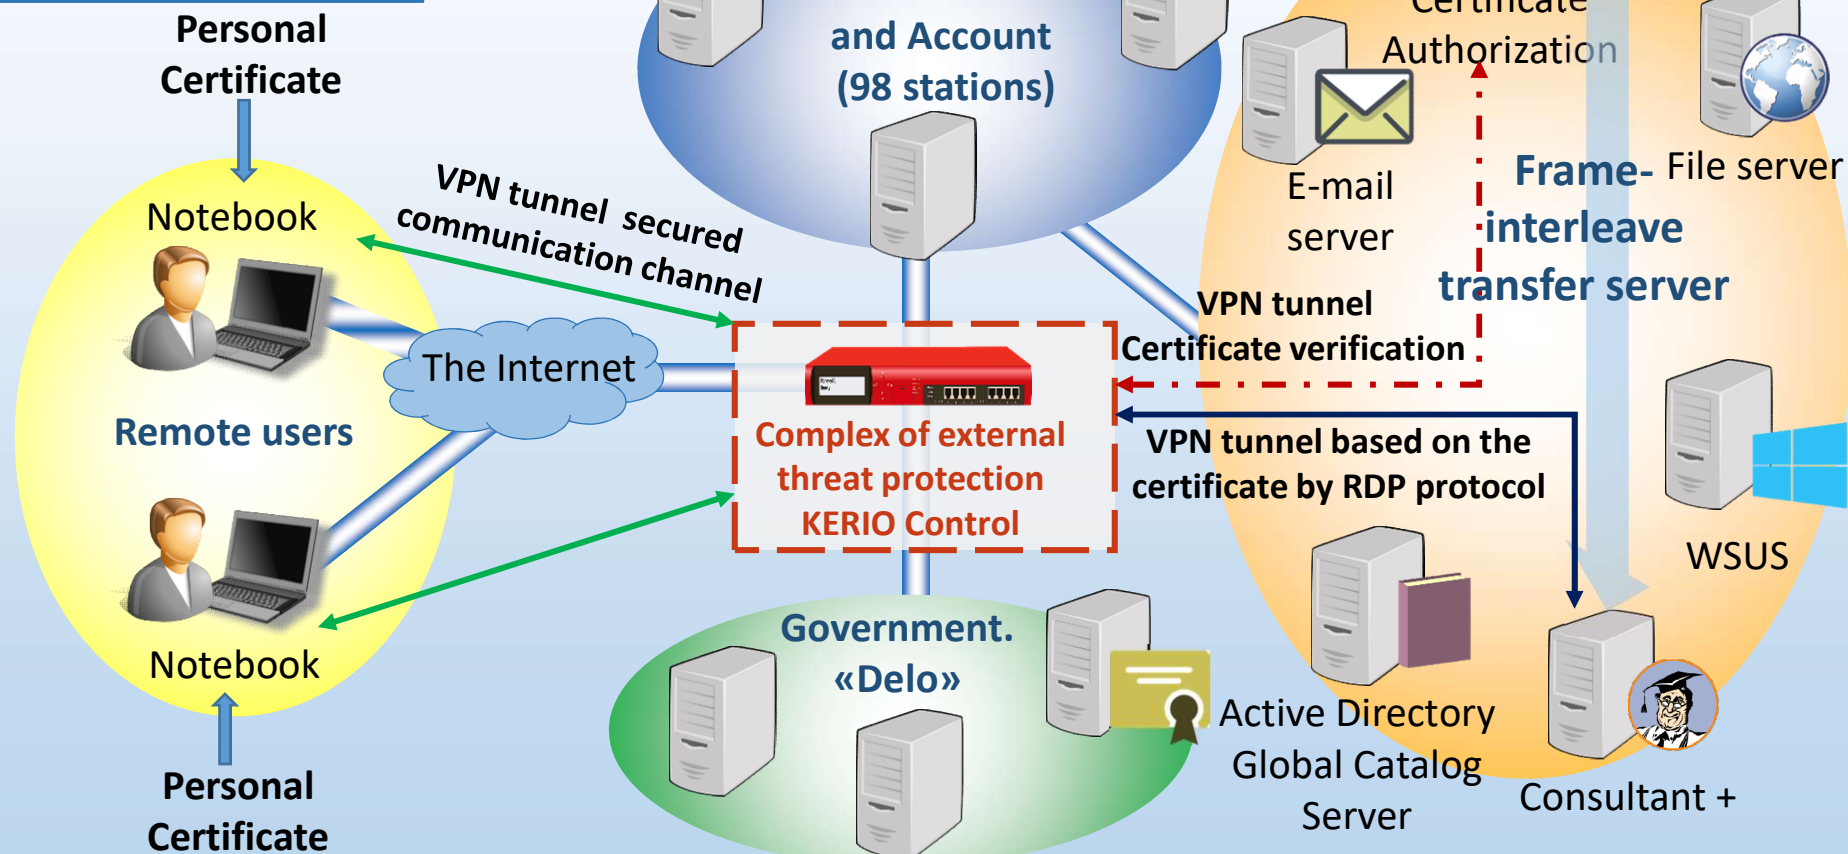 Personal
Certificate
Notebook
Remote users
Notebook
Personal
Certificate
VPN tunnel secured
communication channel
The Internet
and Account
(98 stations)
Complex of external
threat protection
KERIO Control
Government.
«Delo»
Certificate
Authorization
E-mail
server
File server
Frame-
interleave
transfer server
VPN tunnel
Certificate verification
VPN tunnel based on the
certificate by RDP protocol
WSUS
Active Directory
Global Catalog
Server
Consultant +